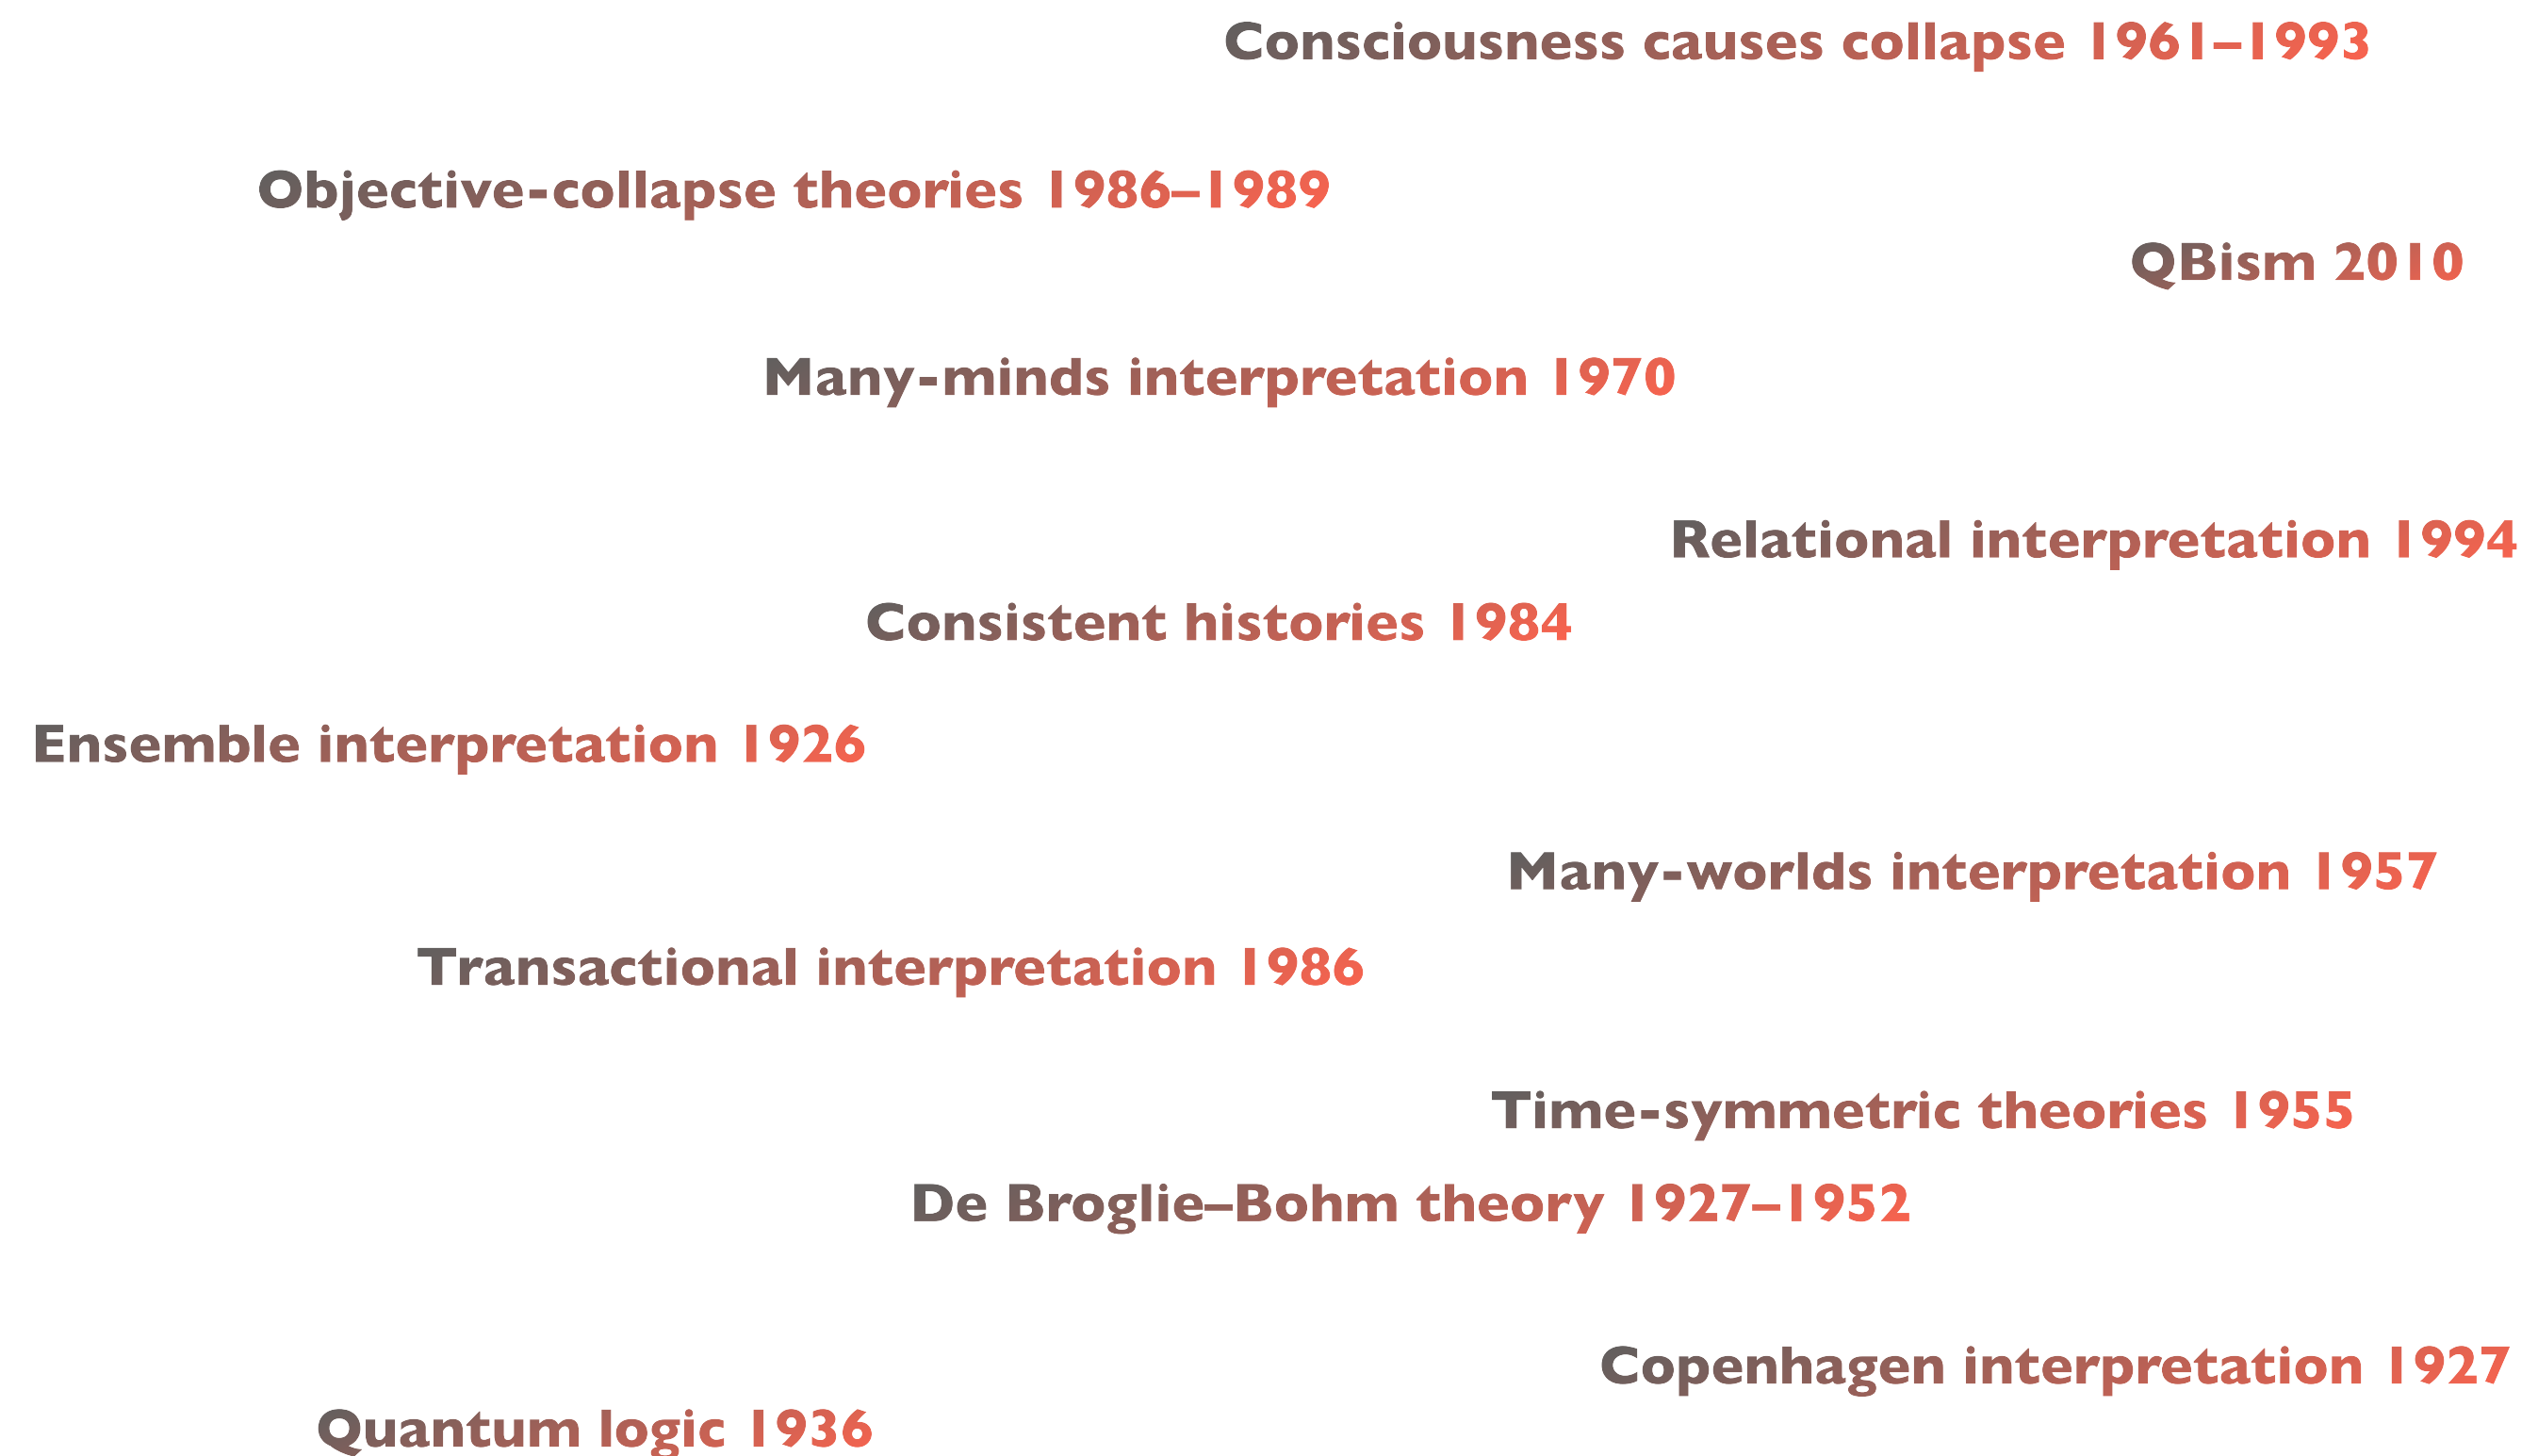 Consciousness causes collapse 1961–1993
Objective-collapse theories 1986–1989
QBism 2010
Many-minds interpretation 1970
Relational interpretation 1994
Consistent histories 1984
Ensemble interpretation 1926
Many-worlds interpretation 1957
Transactional interpretation 1986
Time-symmetric theories 1955
De Broglie–Bohm theory 1927–1952
Copenhagen interpretation 1927
Quantum logic 1936